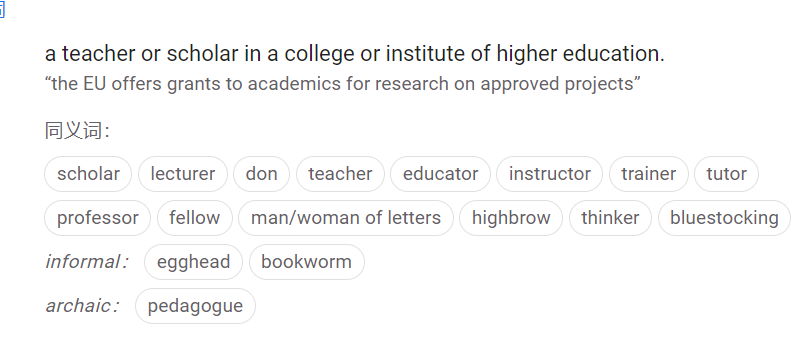 a teacher or scholar in a college or institute of higher education.
“the EU offers grants to academics for research on approved projects”
同义词：
scholar lecturer don teacher educator instructor trainer tutor
professor fellow man/woman of letters highbrow thinker bluestocking
informal： egghead bookworm
archaic： pedagogue